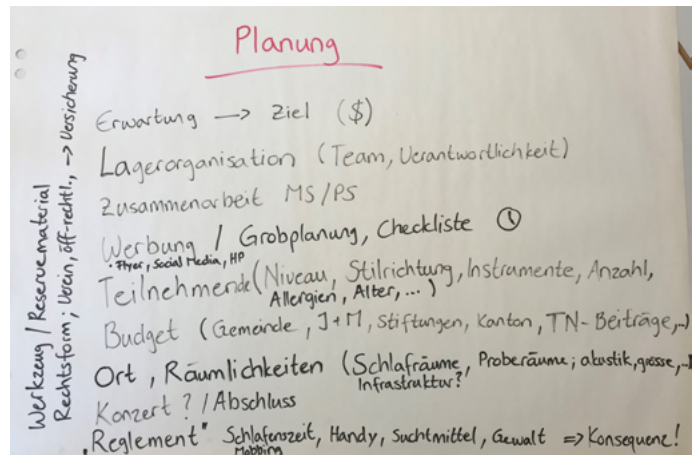 Planung
Erwartung → Ziel ($)
Lagerorganisation (Team, Verantwortlichkeit)
Zusammenarbeit MS/PS
Werbung / Grobplanung, Checkliste
• Flyer, Social Media, HP
Teilnehmende (Niveau, Stilrichtung, Instrumente, Anzahl,
Allergien, Alter, ...)
Budget (Gemeinde, J+M, Stiftungen, Kanton, TN-Beiträge,..)
Ort, Räumlichkeiten (Schlafräume, Proberäume; akustik, grösse,..)
Infrastruktur?
Konzert? / Abschluss
"Reglement" Schlafenszeit, Handy, Suchtmittel, Gewalt => Konsequenz!
Mobbing
Werkzeug / Reservematerial
Rechtsform; Verein, öff-rechtl., → Versicherung